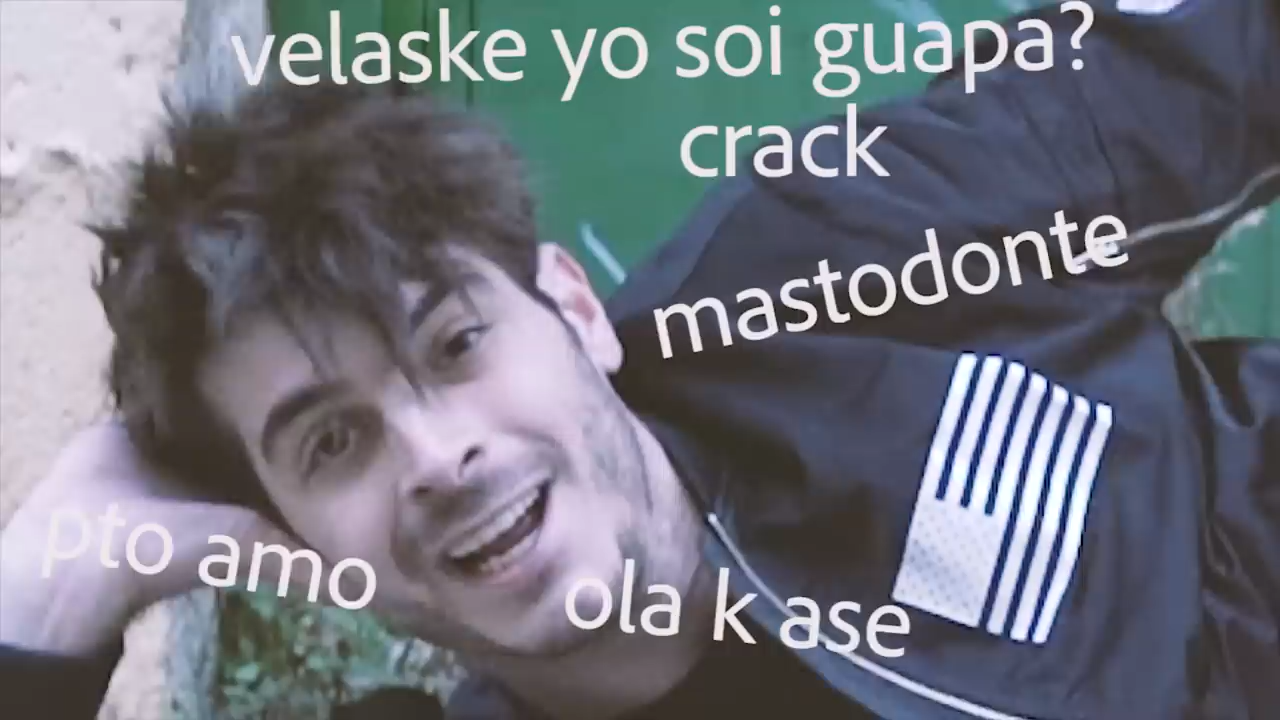 velaske yo soi guapa?
crack
mastodonte
pto amo
ola k ase